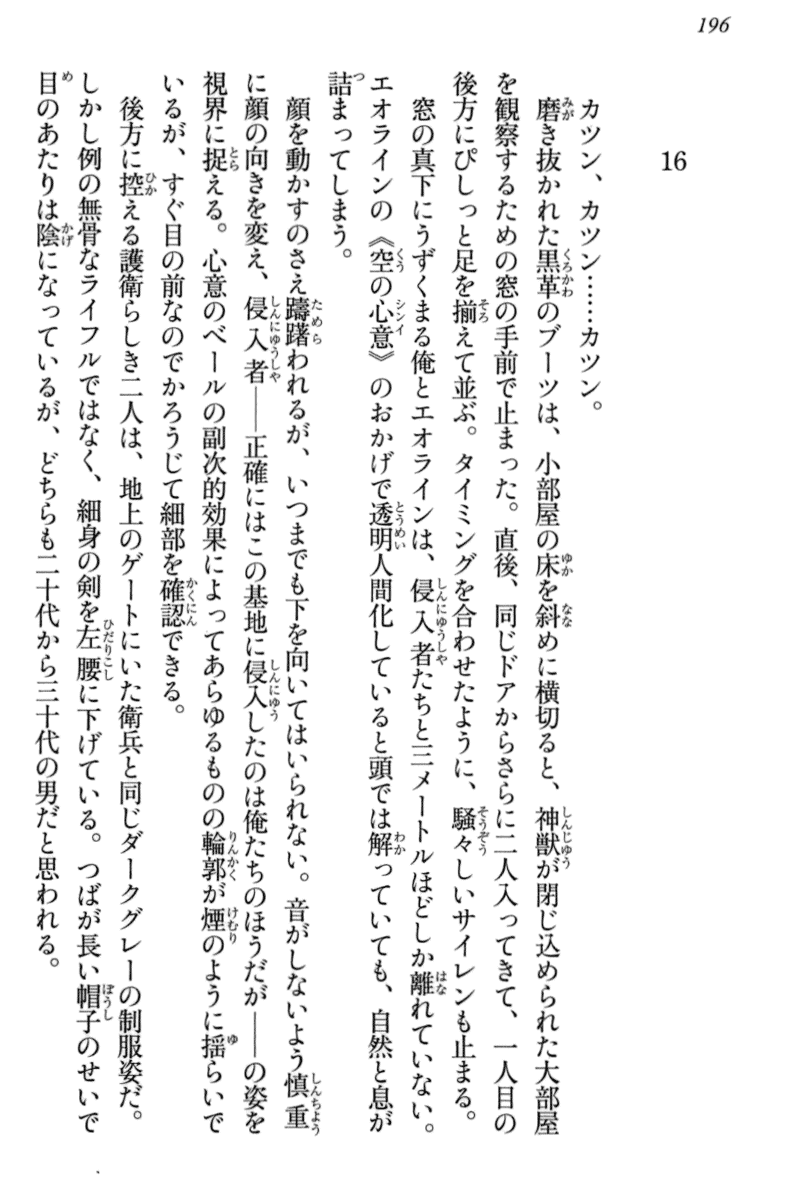 196
16
カツン、カツン……カツン。
磨き抜かれた黒革のブーツは、小部屋の床を斜めに横切ると、神獣が閉じ込められた大部屋
を観察するための窓の手前で止まった。直後、同じドアからさらに二人入ってきて、一人目の
後方にぴしっと足を揃えて並ぶ。タイミングを合わせたように、騒々しいサイレンも止まる。
窓の真下にうずくまる俺とエオラインは、侵入者たちと三メートルほどしか離れていない。
エオラインの《空の心意》のおかげで透明人間化していると頭では解っていても、自然と息が
詰まってしまう。
顔を動かすのさえ躊躇われるが、いつまでも下を向いてはいられない。音がしないよう慎重
に顔の向きを変え、侵入者――正確にはこの基地に侵入したのは俺たちのほうだが――の姿を
視界に捉える。心意のベールの副次的効果によってあらゆるものの輪郭が煙のように揺らいで
いるが、すぐ目の前なのでかろうじて細部を確認できる。
後方に控える護衛らしき二人は、地上のゲートにいた衛兵と同じダークグレーの制服姿だ。
しかし例の無骨なライフルではなく、細身の剣を左腰に下げている。つばが長い帽子のせいで
目のあたりは陰になっているが、どちらも二十代から三十代の男だと思われる。